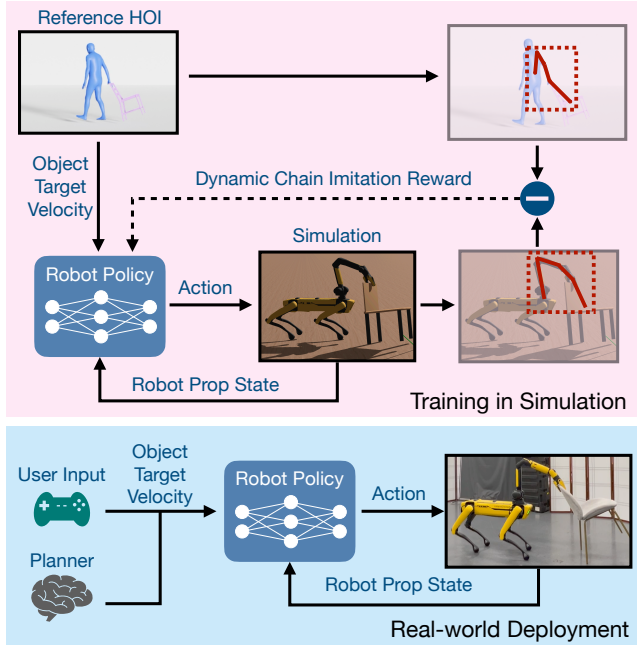 Reference HOI
Object
Target
Velocity
Dynamic Chain Imitation Reward
Simulation
Robot Policy
Action
Robot Prop State
Training in Simulation
User Input
Object
Target
Velocity
Robot Policy
Action
Planner
Robot Prop State
Real-world Deployment